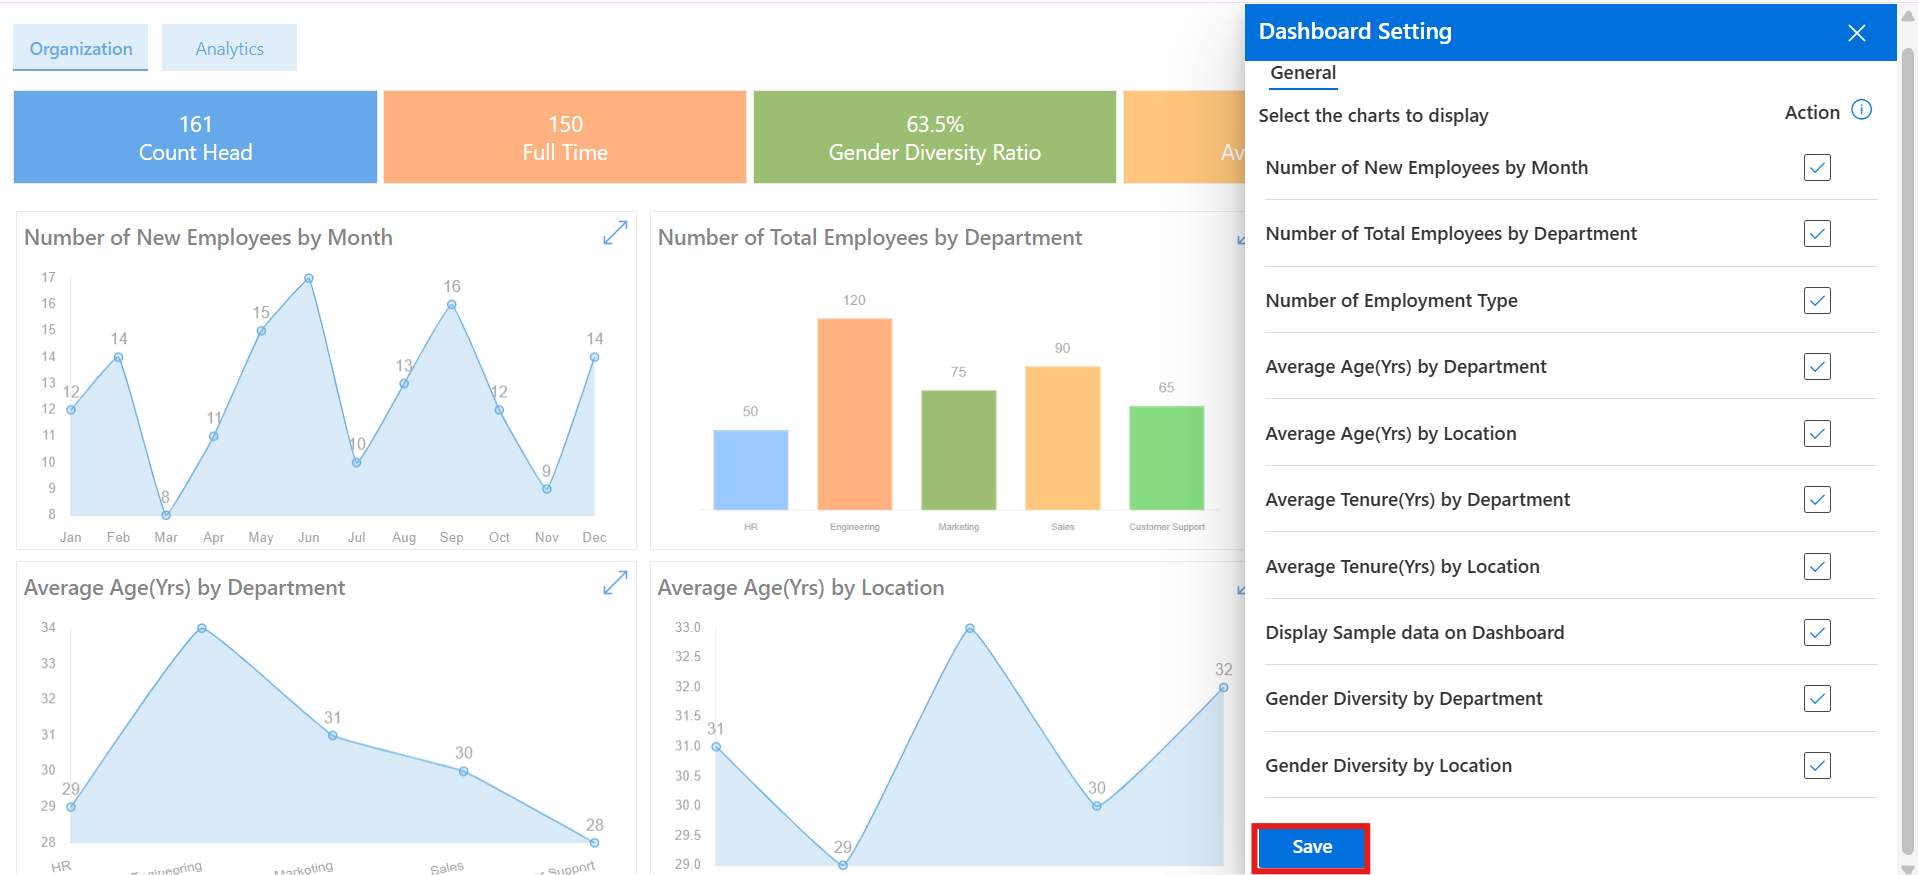 Organization
Analytics
161
Count Head
150
Full Time
63.5%
Gender Diversity Ratio
Av
Number of New Employees by Month
17
16
15
14
13
12
11
10
9
8
12
14
8
11
15
10
13
16
12
9
14
Jan Feb Mar Apr May Jun Jul Aug Sep Oct Nov Dec
Number of Total Employees by Department
50
120
75
90
65
HR Engineering Marketing Sales Customer Support
Average Age(Yrs) by Department
34
33
32
31
30
29
28
29
31
30
28
HR Engineering Marketing Sales r Support
Average Age(Yrs) by Location
33.0
32.5
32.0
31.5
31.0
30.5
30.0
29.5
29.0
31
29
30
32
Dashboard Setting
General
Select the charts to display
Action
Number of New Employees by Month
Number of Total Employees by Department
Number of Employment Type
Average Age(Yrs) by Department
Average Age(Yrs) by Location
Average Tenure(Yrs) by Department
Average Tenure(Yrs) by Location
Display Sample data on Dashboard
Gender Diversity by Department
Gender Diversity by Location
Save